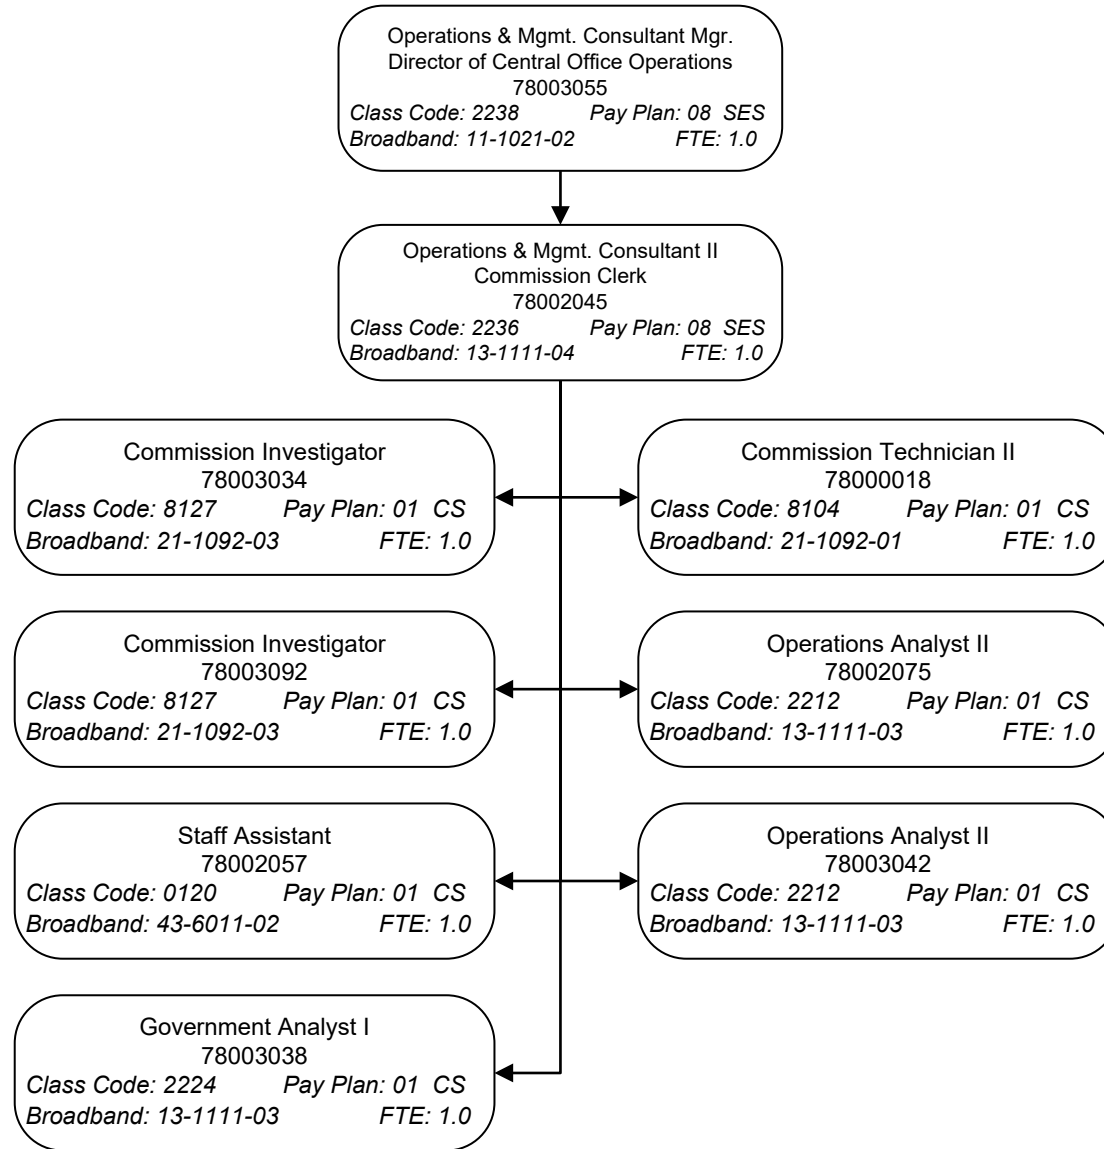 Operations & Mgmt. Consultant Mgr.
Director of Central Office Operations
78003055
Class Code: 2238 Pay Plan: 08 SES
Broadband: 11-1021-02 FTE: 1.0
Operations & Mgmt. Consultant II
Commission Clerk
78002045
Class Code: 2236 Pay Plan: 08 SES
Broadband: 13-1111-04 FTE: 1.0
Commission Investigator
78003034
Class Code: 8127 Pay Plan: 01 CS
Broadband: 21-1092-03 FTE: 1.0
Commission Technician II
78000018
Class Code: 8104 Pay Plan: 01 CS
Broadband: 21-1092-01 FTE: 1.0
Commission Investigator
78003092
Class Code: 8127 Pay Plan: 01 CS
Broadband: 21-1092-03 FTE: 1.0
Operations Analyst II
78002075
Class Code: 2212 Pay Plan: 01 CS
Broadband: 13-1111-03 FTE: 1.0
Staff Assistant
78002057
Class Code: 0120 Pay Plan: 01 CS
Broadband: 43-6011-02 FTE: 1.0
Operations Analyst II
78003042
Class Code: 2212 Pay Plan: 01 CS
Broadband: 13-1111-03 FTE: 1.0
Government Analyst I
78003038
Class Code: 2224 Pay Plan: 01 CS
Broadband: 13-1111-03 FTE: 1.0